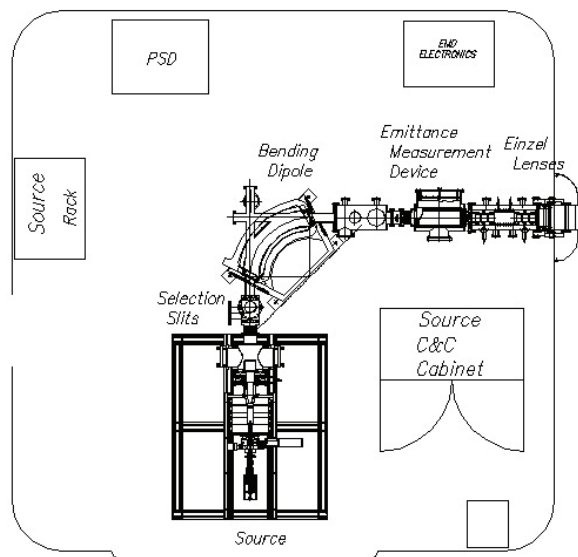 PSD
EMD
ELECTRONICS
Bending
Dipole
Emittance
Measurement
Device
Einzel
Lenses
Source
Rack
Selection
Slits
Source
C&C
Cabinet
Source